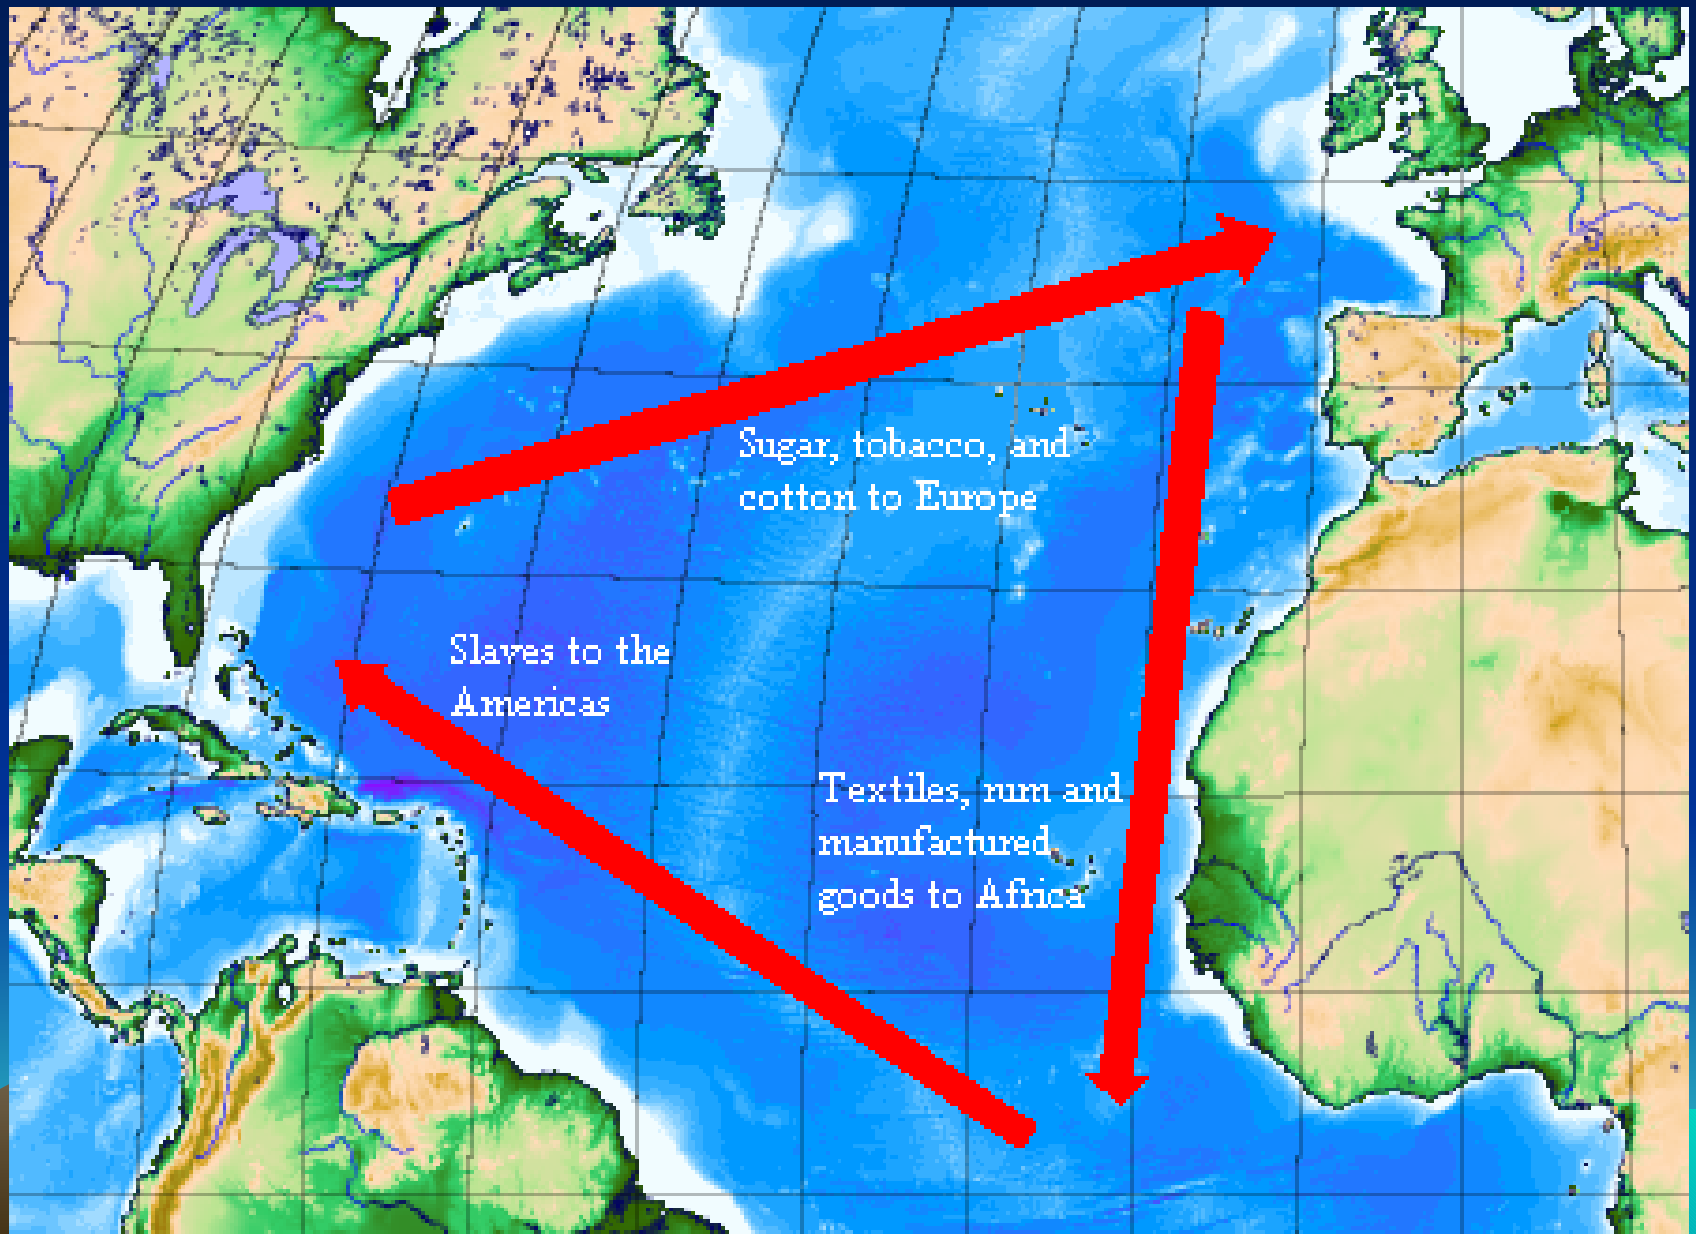 Sugar, tobacco, and
cotton to Europe
Slaves to the
Americas
Textiles, rum and
manufactured
goods to Africa